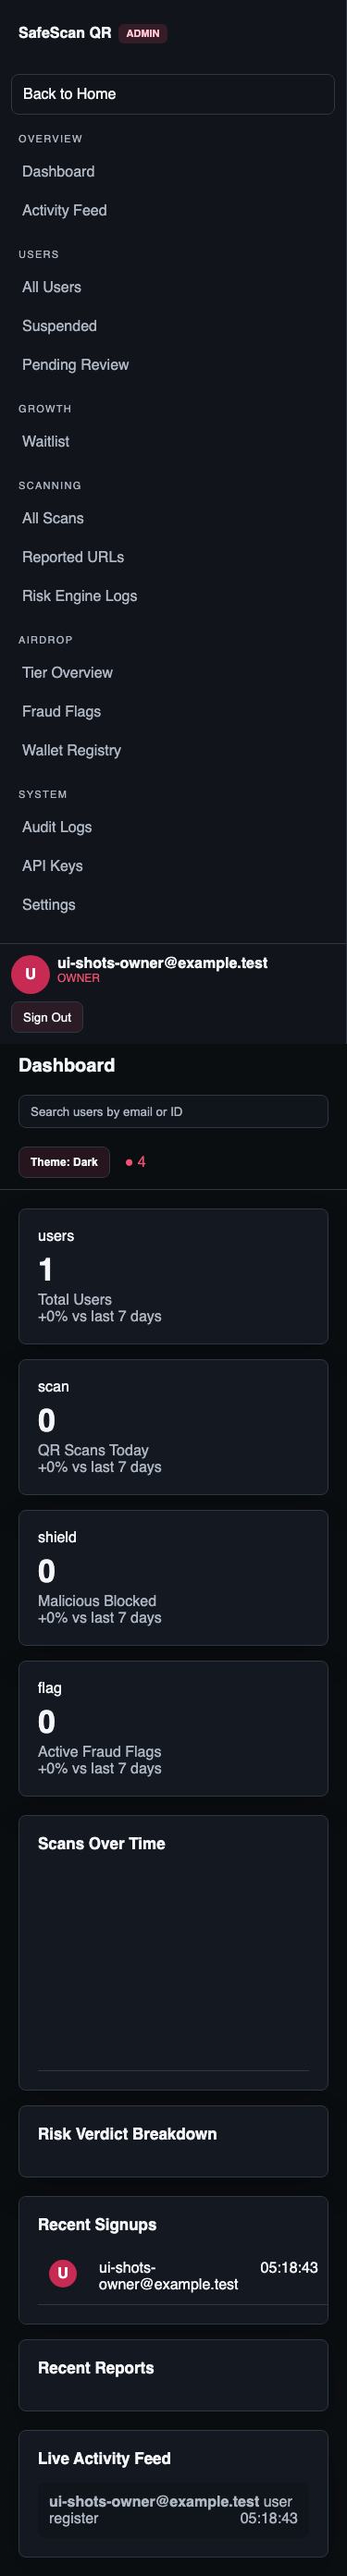 SafeScan QR ADMIN
Back to Home
OVERVIEW
Dashboard
Activity Feed
USERS
All Users
Suspended
Pending Review
GROWTH
Waitlist
SCANNING
All Scans
Reported URLs
Risk Engine Logs
AIRDROP
Tier Overview
Fraud Flags
Wallet Registry
SYSTEM
Audit Logs
API Keys
Settings
U ui-shots-owner@example.test
OWNER
Sign Out
Dashboard
Search users by email or ID
Theme: Dark 4
users
1
Total Users
+0% vs last 7 days
scan
0
QR Scans Today
+0% vs last 7 days
shield
0
Malicious Blocked
+0% vs last 7 days
flag
0
Active Fraud Flags
+0% vs last 7 days
Scans Over Time
Risk Verdict Breakdown
Recent Signups
U ui-shots- 05:18:43
owner@example.test
Recent Reports
Live Activity Feed
ui-shots-owner@example.test user
register 05:18:43